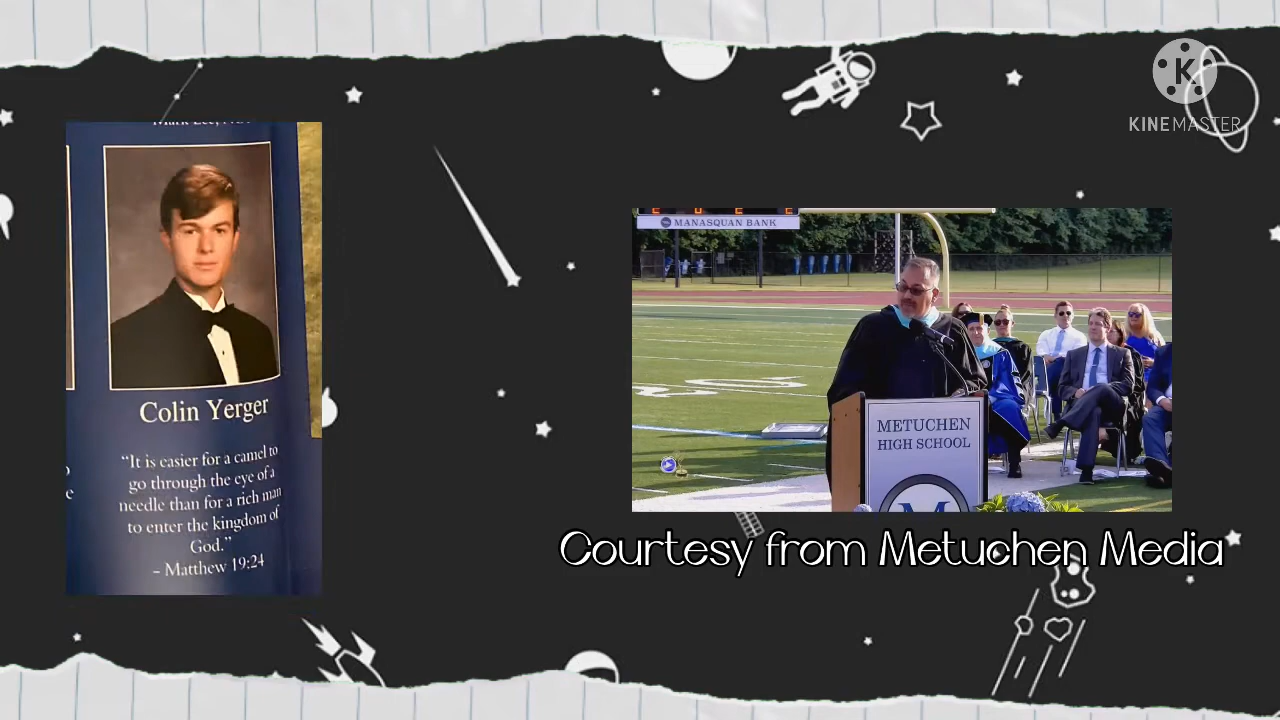 KINEMASTER
Colin Yerger
“It is easier for a camel to
go through the eye of a
needle than for a rich man
to enter the kingdom of
God.”
– Matthew 19:24
MANASQUAN BANK
METUCHEN
HIGH SCHOOL
M
Courtesy from Metuchen Media